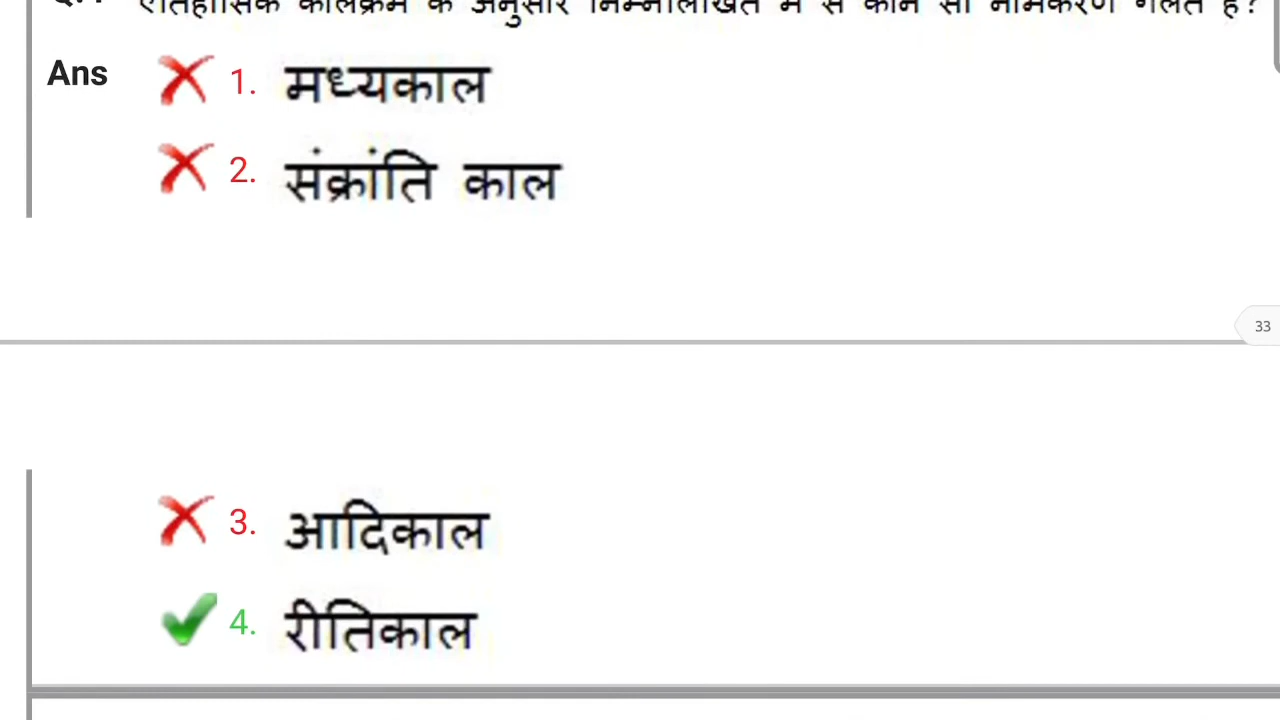 ऐतिहासिक कालक्रम के अनुसार निम्नलिखित में से कौन सा नामकरण गलत है?
Ans 1. मध्यकाल
2. संक्रांति काल
33
3. आदिकाल
4. रीतिकाल